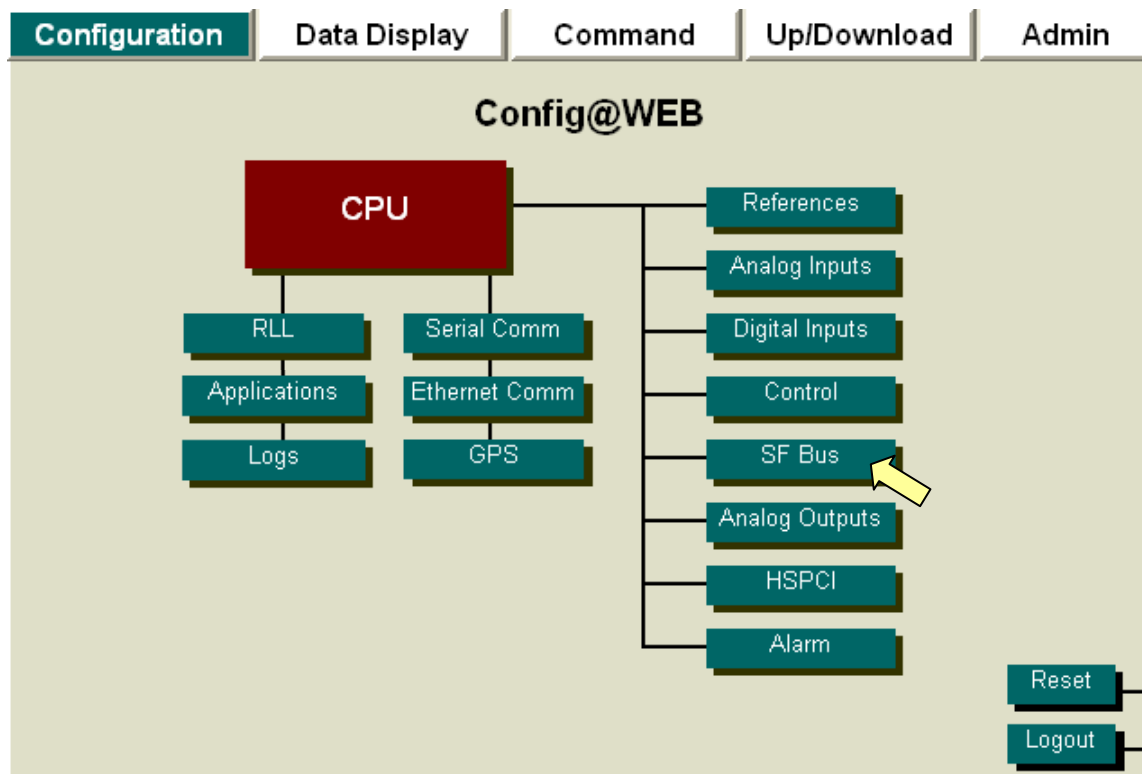 Configuration Data Display Command Up/Download Admin
Config@WEB
CPU
RLL
Applications
Logs
Serial Comm
Ethernet Comm
GPS
References
Analog Inputs
Digital Inputs
Control
SF Bus
Analog Outputs
HSPCI
Alarm
Reset
Logout